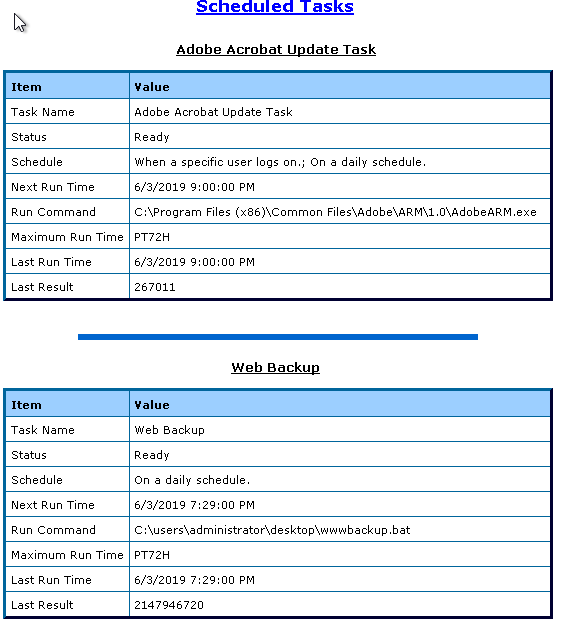 Scheduled Tasks
Adobe Acrobat Update Task
Item Value
Task Name Adobe Acrobat Update Task
Status Ready
Schedule When a specific user logs on.; On a daily schedule.
Next Run Time 6/3/2019 9:00:00 PM
Run Command C:\Program Files (x86)\Common Files\Adobe\ARM\1.0\AdobeARM.exe
Maximum Run Time PT72H
Last Run Time 6/3/2019 9:00:00 PM
Last Result 267011
Web Backup
Item Value
Task Name Web Backup
Status Ready
Schedule On a daily schedule.
Next Run Time 6/3/2019 7:29:00 PM
Run Command C:\users\administrator\desktop\wwwbackup.bat
Maximum Run Time PT72H
Last Run Time 6/3/2019 7:29:00 PM
Last Result 2147946720